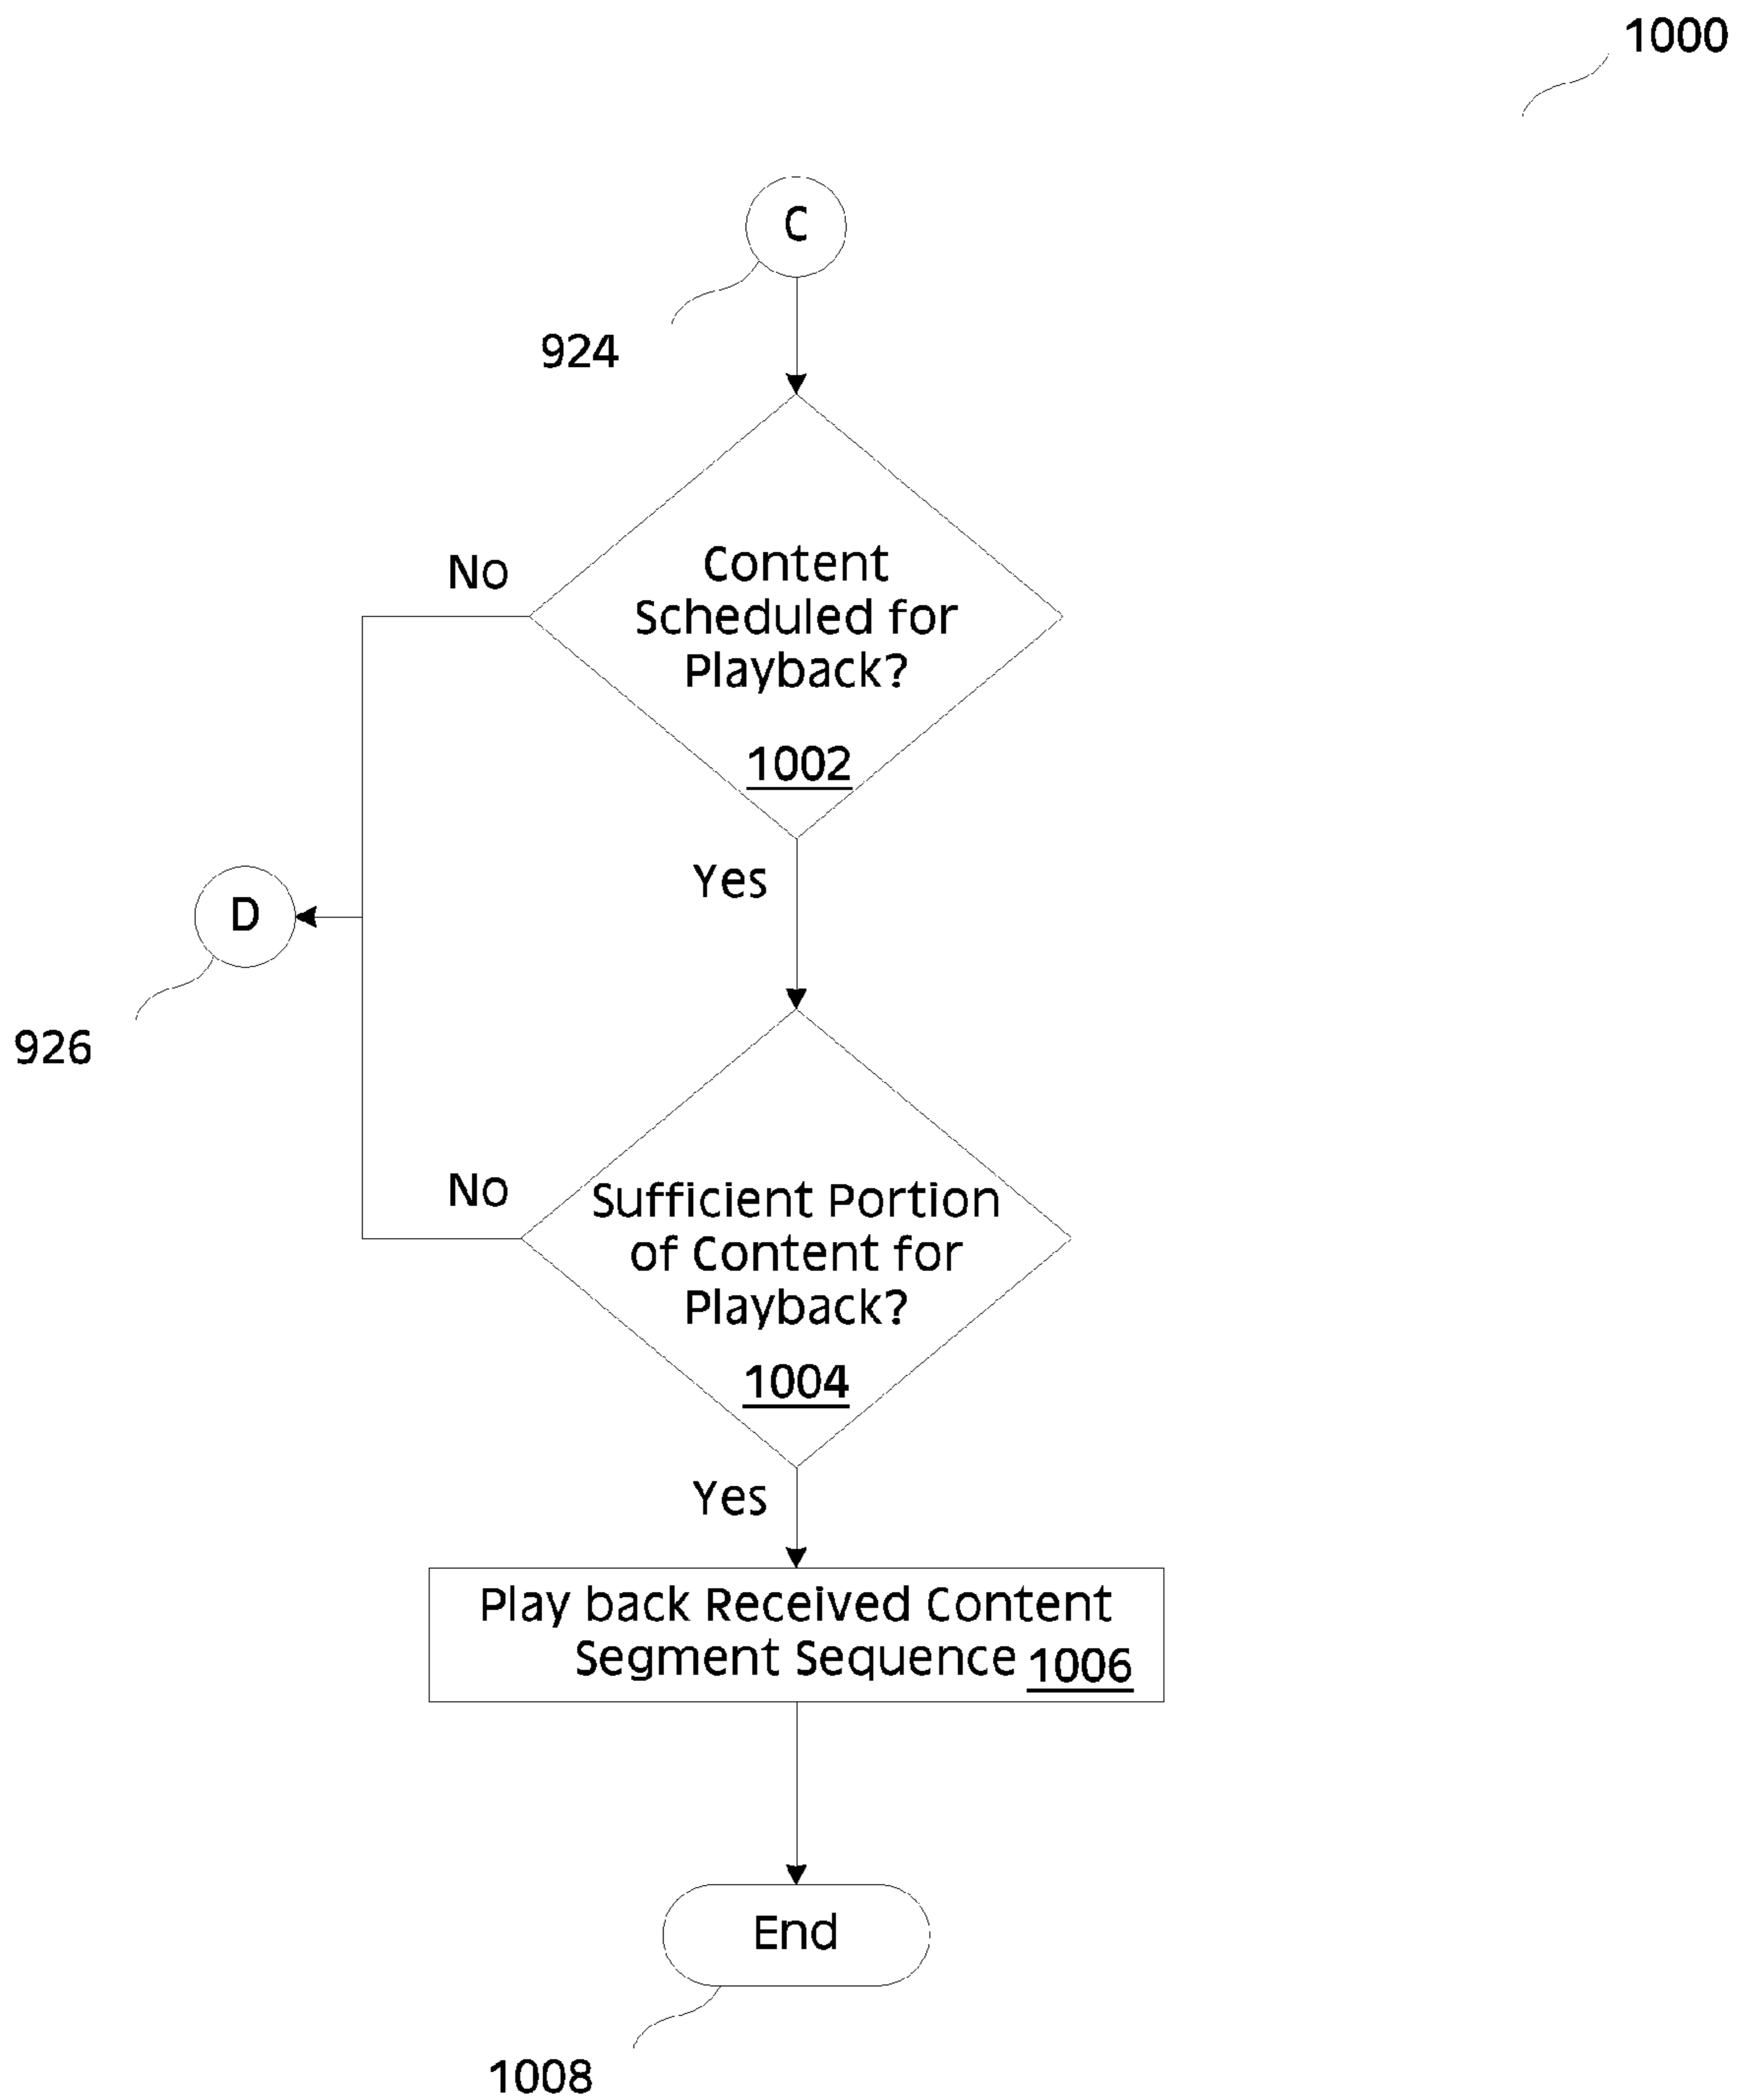 1000
C
924
No
Content
Scheduled for
Playback?
1002
Yes
D
926
No
Sufficient Portion
of Content for
Playback?
1004
Yes
Play back Received Content
Segment Sequence 1006
End
1008